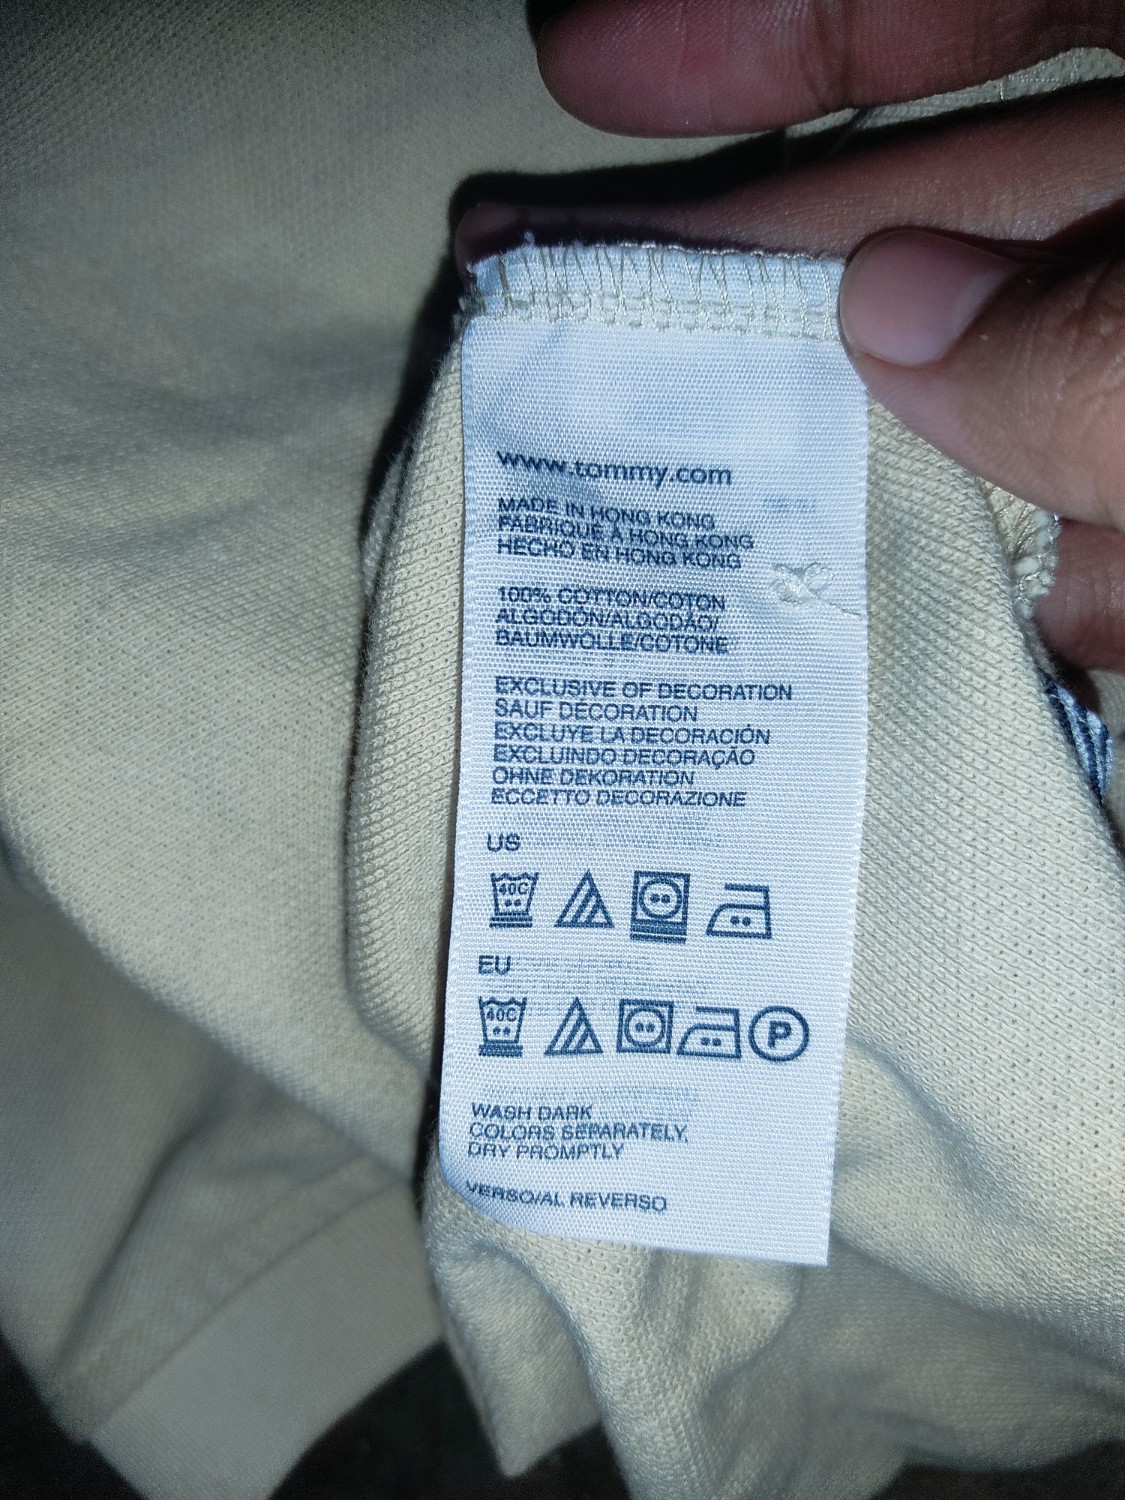 www.tommy.com
MADE IN HONG KONG
FABRIQUÉ À HONG KONG
HECHO EN HONG KONG
100% COTTON/COTON
ALGODÓN/ALGODÃO/
BAUMWOLLE/COTONE
EXCLUSIVE OF DECORATION
SAUF DÉCORATION
EXCLUYE LA DECORACIÓN
EXCLUINDO DECORAÇÃO
OHNE DEKORATION
ECCETTO DECORAZIONE
US
40C
EU
40C
P
WASH DARK
COLORS SEPARATELY,
DRY PROMPTLY
VERSO/AL REVERSO